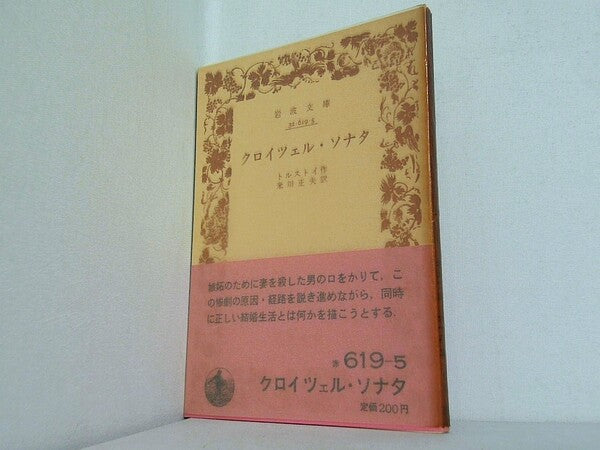 岩波文庫
32-619-5
クロイツェル・ソナタ
トルストイ作
米川正夫訳
嫉妬のために妻を殺した男の口をかりて，こ
の惨劇の原因・経路を説き進めながら，同時
に正しい結婚生活とは何かを描こうとする．
赤 619-5
クロイツェル・ソナタ
定価200円